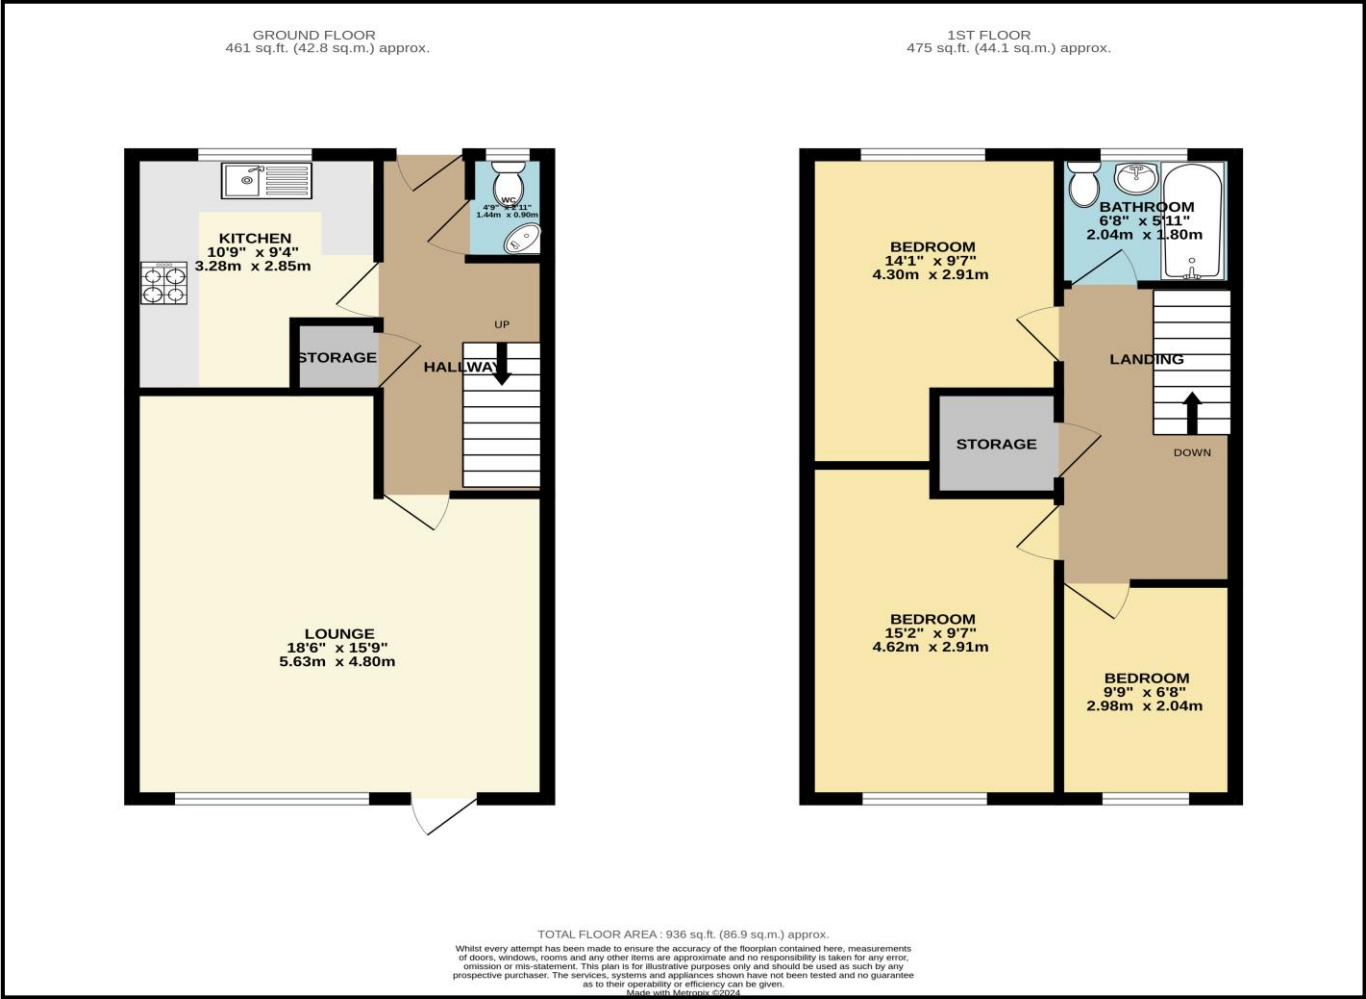 GROUND FLOOR
461 sq.ft. (42.8 sq.m.) approx.
KITCHEN
10'9" x 9'4"
3.28m x 2.85m
WC
4'9" x 2'11"
1.44m x 0.90m
STORAGE
UP
HALLWAY
LOUNGE
18'6" x 15'9"
5.63m x 4.80m
1ST FLOOR
475 sq.ft. (44.1 sq.m.) approx.
BEDROOM
14'1" x 9'7"
4.30m x 2.91m
BATHROOM
6'8" x 5'11"
2.04m x 1.80m
LANDING
STORAGE
DOWN
BEDROOM
15'2" x 9'7"
4.62m x 2.91m
BEDROOM
9'9" x 6'8"
2.98m x 2.04m
TOTAL FLOOR AREA : 936 sq.ft. (86.9 sq.m.) approx.
Whilst every attempt has been made to ensure the accuracy of the floorplan contained here, measurements
of doors, windows, rooms and any other items are approximate and no responsibility is taken for any error,
omission or mis-statement. This plan is for illustrative purposes only and should be used as such by any
prospective purchaser. The services, systems and appliances shown have not been tested and no guarantee
as to their operability or efficiency can be given.
Made with Metropix ©2024